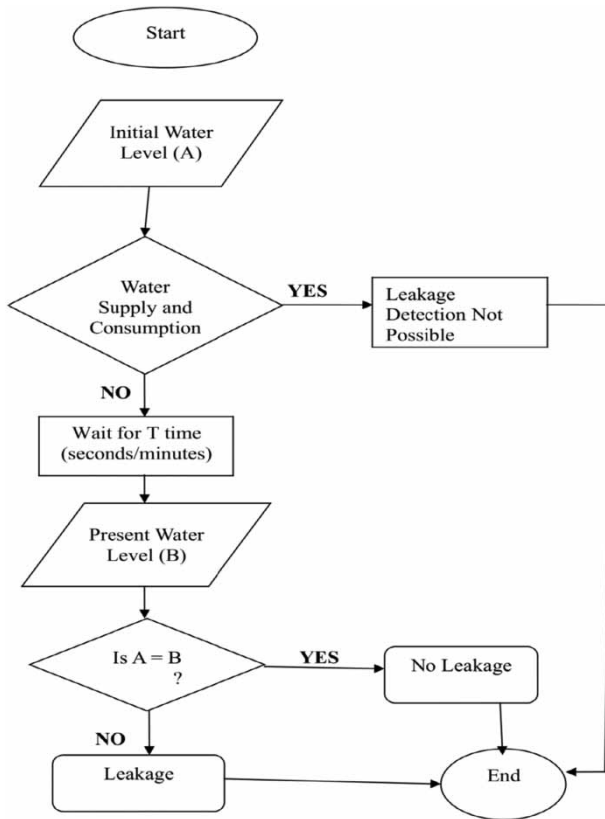 Start
Initial Water
Level (A)
Water
Supply and
Consumption
YES
Leakage
Detection Not
Possible
NO
Wait for T time
(seconds/minutes)
Present Water
Level (B)
Is A = B
?
YES
No Leakage
NO
Leakage
End